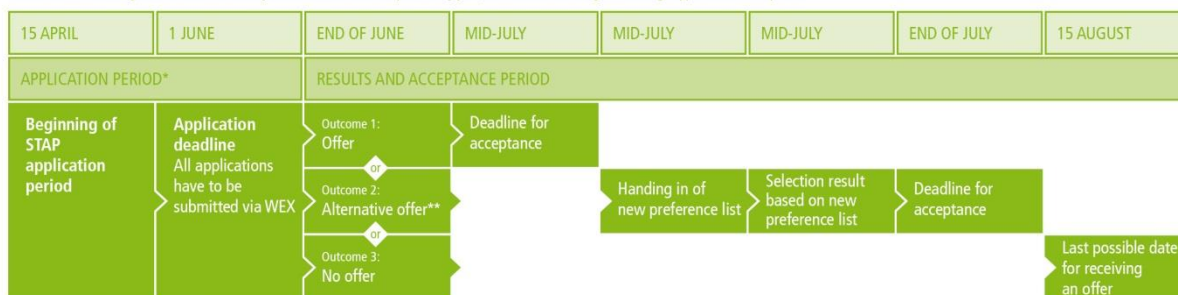 15 APRIL
1 JUNE
END OF JUNE
MID-JULY
MID-JULY
MID-JULY
END OF JULY
15 AUGUST
APPLICATION PERIOD*
RESULTS AND ACCEPTANCE PERIOD
Beginning of
STAP
application
period
Application
deadline
All applications
have to be
submitted via WEX
Outcome 1:
Offer
Deadline for
acceptance
or
Outcome 2:
Alternative offer**
Handing in of
new preference list
Selection result
based on new
preference list
Deadline for
acceptance
or
Outcome 3:
No offer
Last possible date
for receiving
an offer